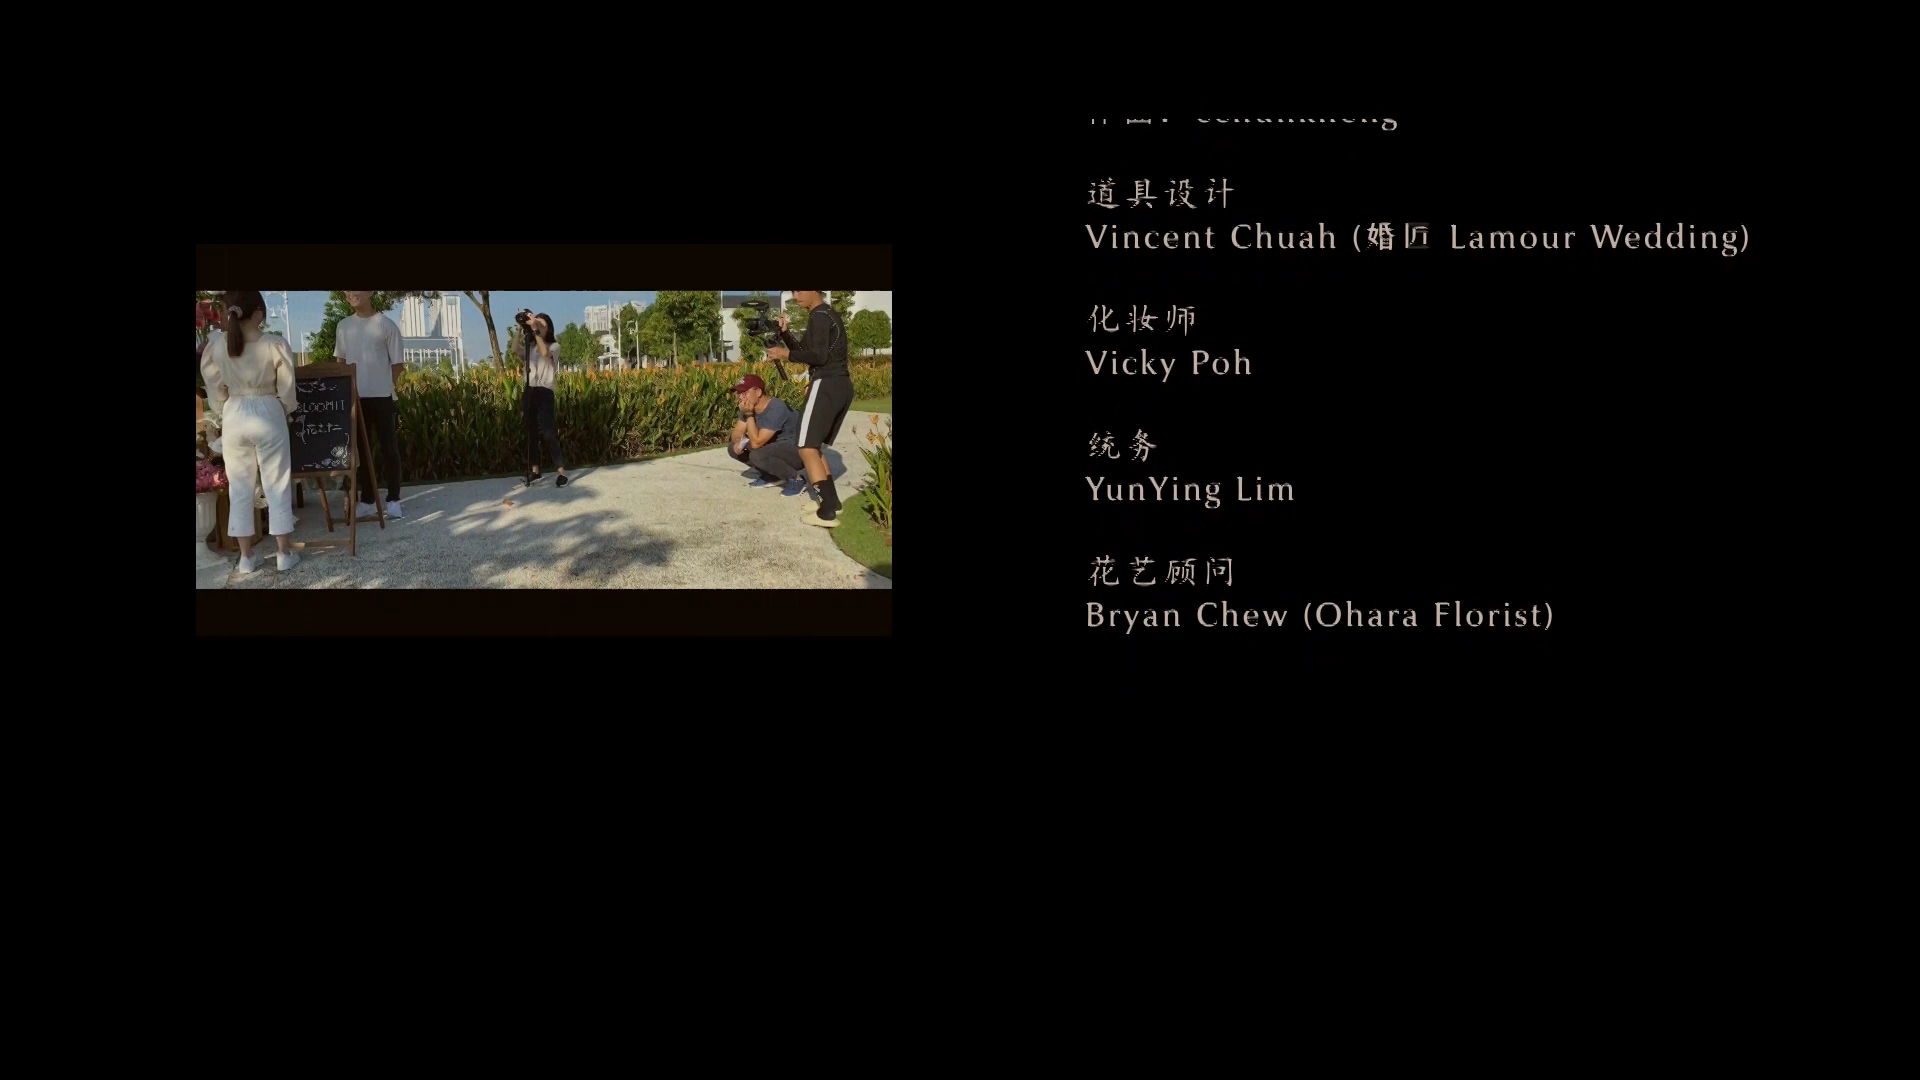 BLOOMIT
道具设计
Vincent Chuah (婚匠 Lamour Wedding)
化妆师
Vicky Poh
统务
YunYing Lim
花艺顾问
Bryan Chew (Ohara Florist)